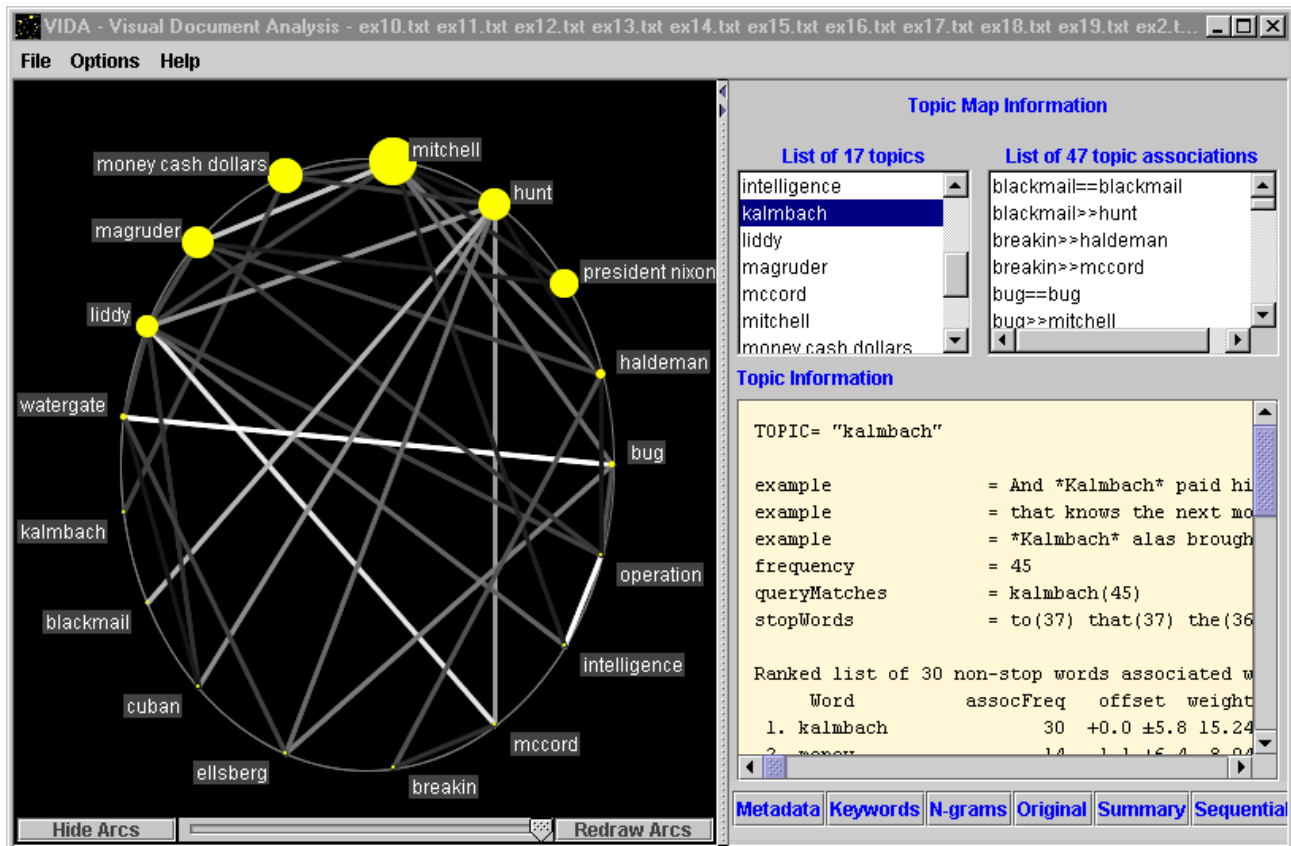 VIDA - Visual Document Analysis - ex10.txt ex11.txt ex12.txt ex13.txt ex14.txt ex15.txt ex16.txt ex17.txt ex18.txt ex19.txt ex2.t...
File Options Help
mitchell
money cash dollars
hunt
magruder
president nixon
liddy
haldeman
watergate
bug
kalmbach
operation
blackmail
intelligence
cuban
mccord
ellsberg
breakin
Hide Arcs
Redraw Arcs
Topic Map Information
List of 17 topics
intelligence
kalmbach
liddy
magruder
mccord
mitchell
money cash dollars
List of 47 topic associations
blackmail==blackmail
blackmail>>hunt
breakin>>haldeman
breakin>>mccord
bug==bug
bug>>mitchell
Topic Information
TOPIC= "kalmbach"
example = And *Kalmbach* paid hi
example = that knows the next mo
example = *Kalmbach* alas brough
frequency = 45
queryMatches = kalmbach(45)
stopWords = to(37) that(37) the(36
Ranked list of 30 non-stop words associated w
Word assocFreq offset weight
1. kalmbach 30 +0.0 ±5.8 15.24
2. money 14
Metadata Keywords N-grams Original Summary Sequential